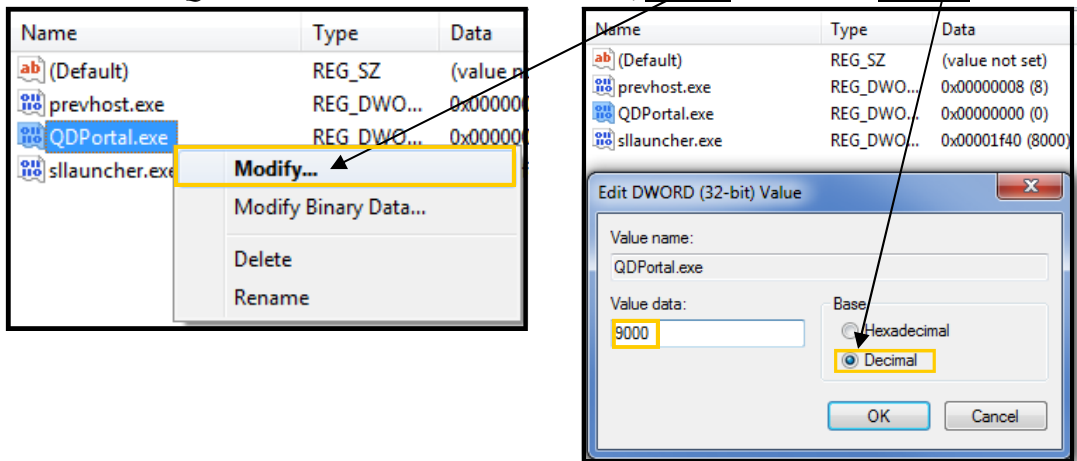 Name Type Data
(Default) REG_SZ (value n
prevhost.exe REG_DWO... 0x000000
QDPortal.exe REG_DWO... 0x000000
sllauncher.exe
Modify...
Modify Binary Data...
Delete
Rename
Name Type Data
(Default) REG_SZ (value not set)
prevhost.exe REG_DWO... 0x00000008 (8)
QDPortal.exe REG_DWO... 0x00000000 (0)
sllauncher.exe REG_DWO... 0x00001f40 (8000)
Edit DWORD (32-bit) Value
Value name:
QDPortal.exe
Value data: Base
9000 Hexadecimal
Decimal
OK Cancel